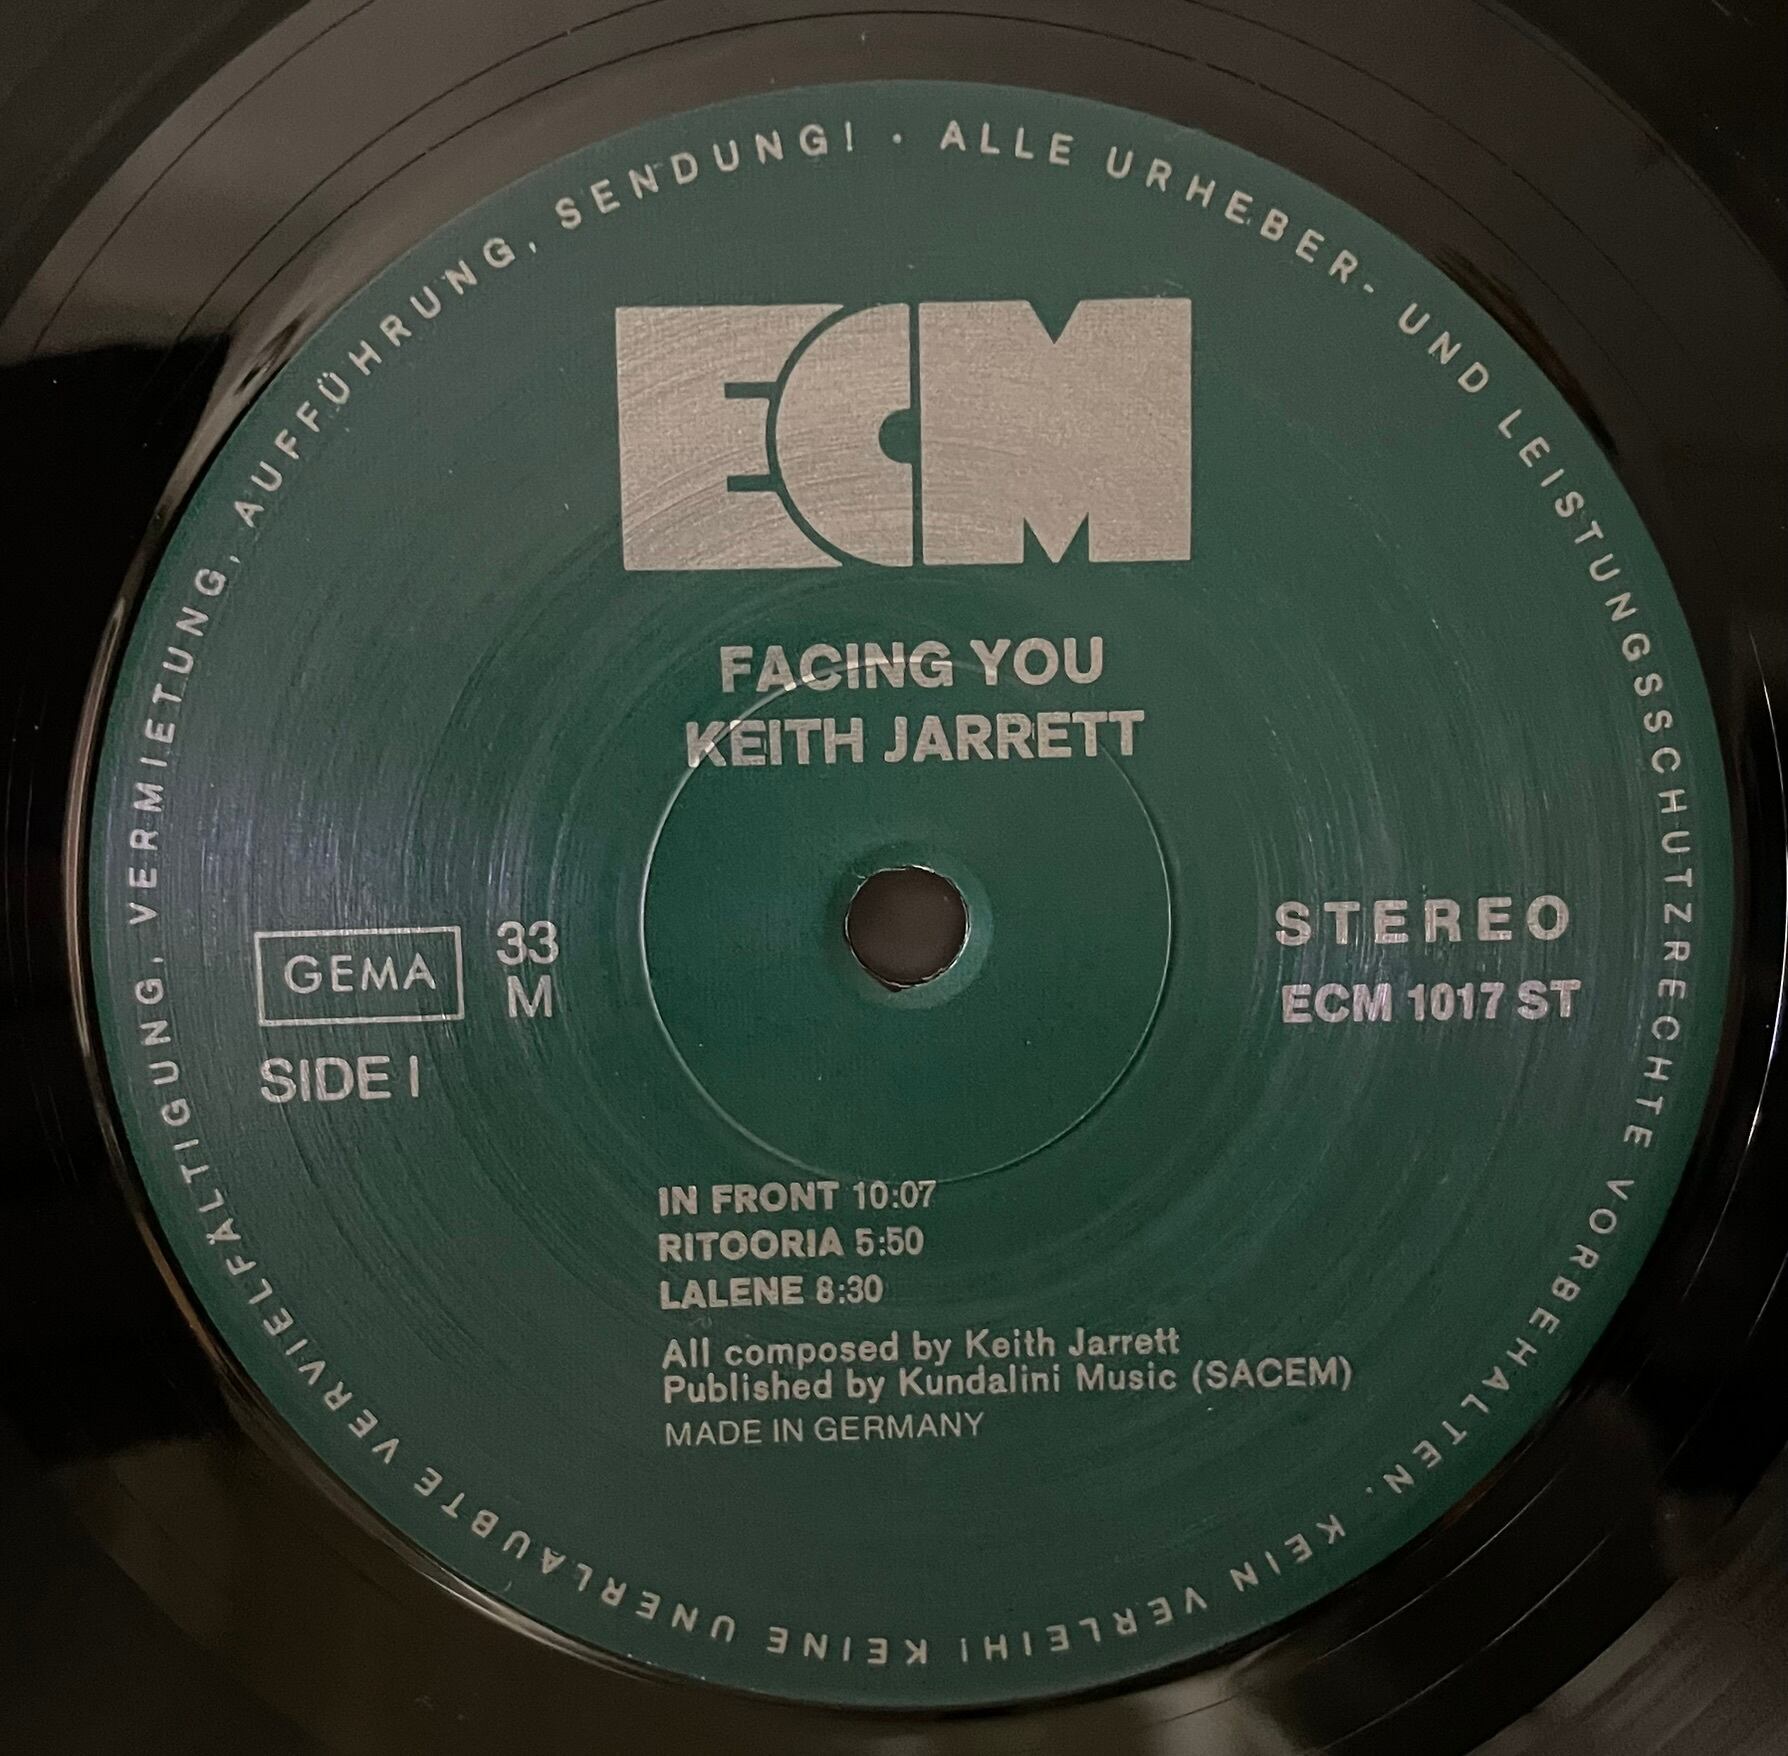 ALLE URHEBER- UND LEISTUNGSSCHUTZRECHTE VORBEHALTEN. KEIN VERLEIH! KEINE UNERLAUBTE VERVIELFÄLTIGUNG, VERMIETUNG, AUFFÜHRUNG, SENDUNG! ·
ECM
FACING YOU
KEITH JARRETT
GEMA
33
M
SIDE I
STEREO
ECM 1017 ST
IN FRONT 10:07
RITOORIA 5:50
LALENE 8:30
All composed by Keith Jarrett
Published by Kundalini Music (SACEM)
MADE IN GERMANY